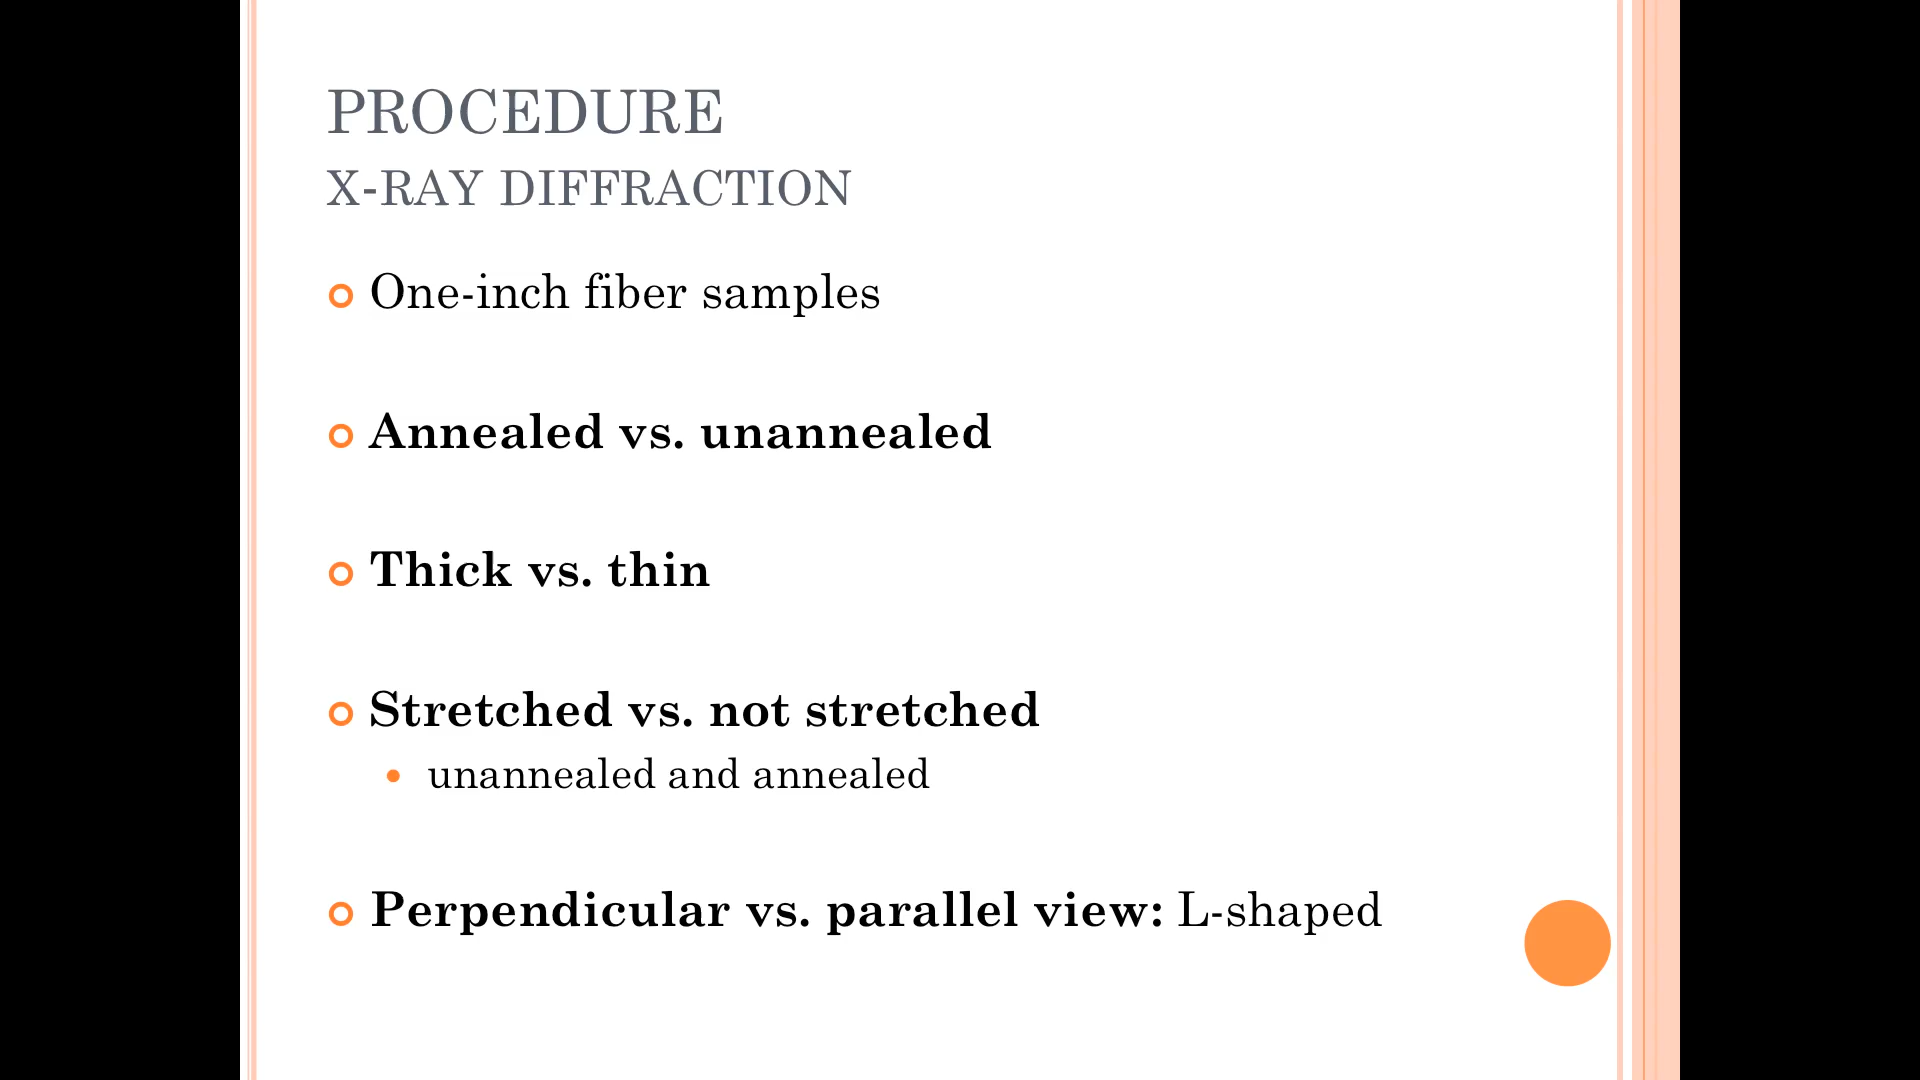 PROCEDURE
X-RAY DIFFRACTION
One-inch fiber samples
Annealed vs. unannealed
Thick vs. thin
Stretched vs. not stretched
unannealed and annealed
Perpendicular vs. parallel view: L-shaped